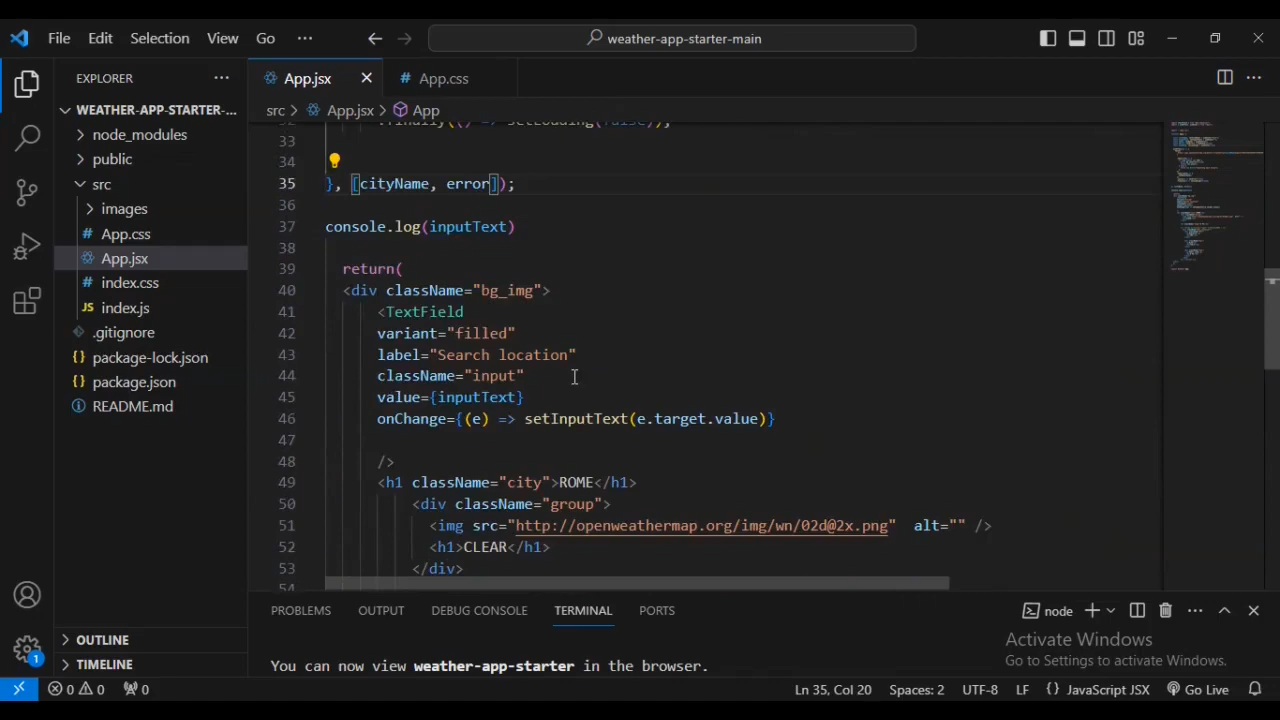 File Edit Selection View Go ··· weather-app-starter-main
EXPLORER ···
App.jsx
App.css
src > App.jsx > App
WEATHER-APP-STARTER-...
node_modules
public
src
images
App.css
App.jsx
index.css
index.js
.gitignore
package-lock.json
package.json
README.md
OUTLINE
TIMELINE
33
34
35 }, [cityName, error]);
36
37 console.log(inputText)
38
39 return(
40 <div className="bg_img">
41 <TextField
42 variant="filled"
43 label="Search location"
44 className="input"
45 value={inputText}
46 onChange={(e) => setInputText(e.target.value)}
47
48 />
49 <h1 className="city">ROME</h1>
50 <div className="group">
51 <img src="http://openweathermap.org/img/wn/02d@2x.png" alt="" />
52 <h1>CLEAR</h1>
53 </div>
PROBLEMS OUTPUT DEBUG CONSOLE TERMINAL PORTS node
You can now view weather-app-starter in the browser.
Activate Windows
Go to Settings to activate Windows.
1
0 0 0 Ln 35, Col 20 Spaces: 2 UTF-8 LF {} JavaScript JSX Go Live